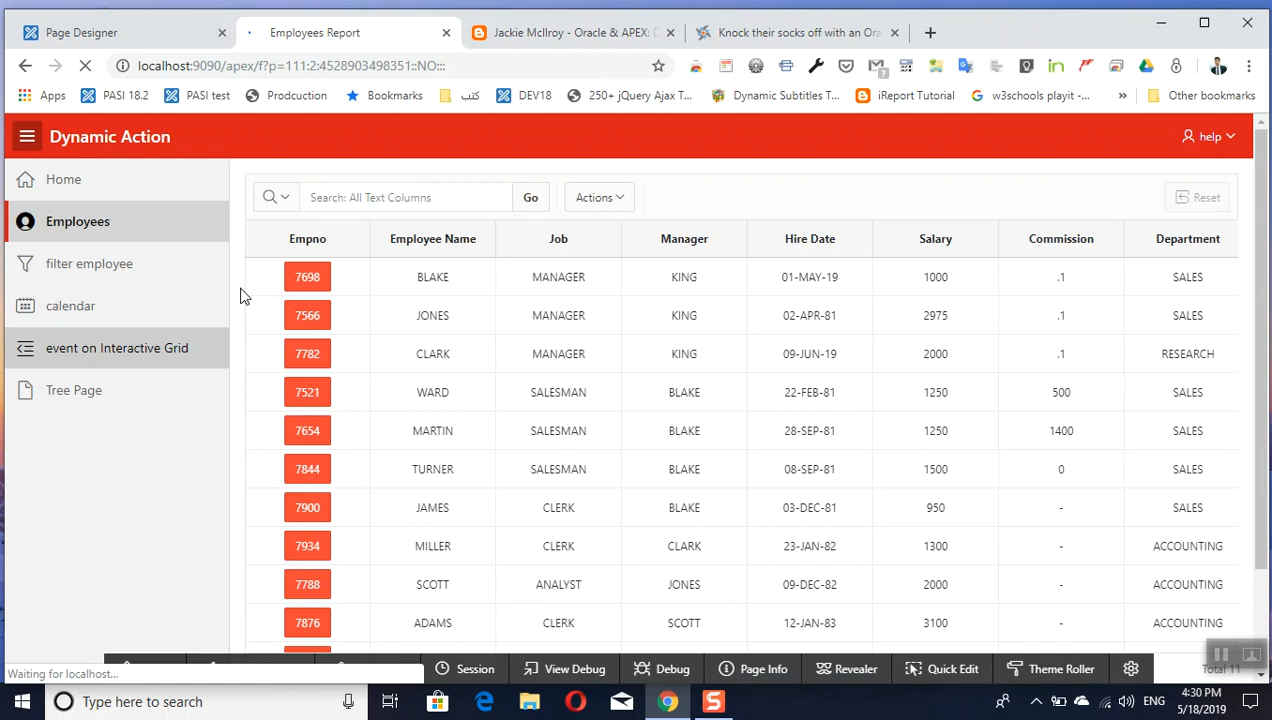 Page Designer
Employees Report
Jackie McIlroy - Oracle & APEX: D
Knock their socks off with an Ora
localhost:9090/apex/f?p=111:2:4528903498351::NO:::
Apps PASI 18.2 PASI test Prodcuction Bookmarks كتب DEV18 250+ jQuery Ajax T... Dynamic Subtitles T... iReport Tutorial w3schools playit -... » Other bookmarks
Dynamic Action
help
Home
Employees
filter employee
calendar
event on Interactive Grid
Tree Page
Search: All Text Columns Go Actions Reset
Empno Employee Name Job Manager Hire Date Salary Commission Department
7698 BLAKE MANAGER KING 01-MAY-19 1000 .1 SALES
7566 JONES MANAGER KING 02-APR-81 2975 .1 SALES
7782 CLARK MANAGER KING 09-JUN-19 2000 .1 RESEARCH
7521 WARD SALESMAN BLAKE 22-FEB-81 1250 500 SALES
7654 MARTIN SALESMAN BLAKE 28-SEP-81 1250 1400 SALES
7844 TURNER SALESMAN BLAKE 08-SEP-81 1500 0 SALES
7900 JAMES CLERK BLAKE 03-DEC-81 950 - SALES
7934 MILLER CLERK CLARK 23-JAN-82 1300 - ACCOUNTING
7788 SCOTT ANALYST JONES 09-DEC-82 2000 - ACCOUNTING
7876 ADAMS CLERK SCOTT 12-JAN-83 3100 - ACCOUNTING
Session View Debug Debug Page Info Revealer Quick Edit Theme Roller
Total 11
Waiting for localhost...
Type here to search
ENG
4:30 PM
5/18/2019